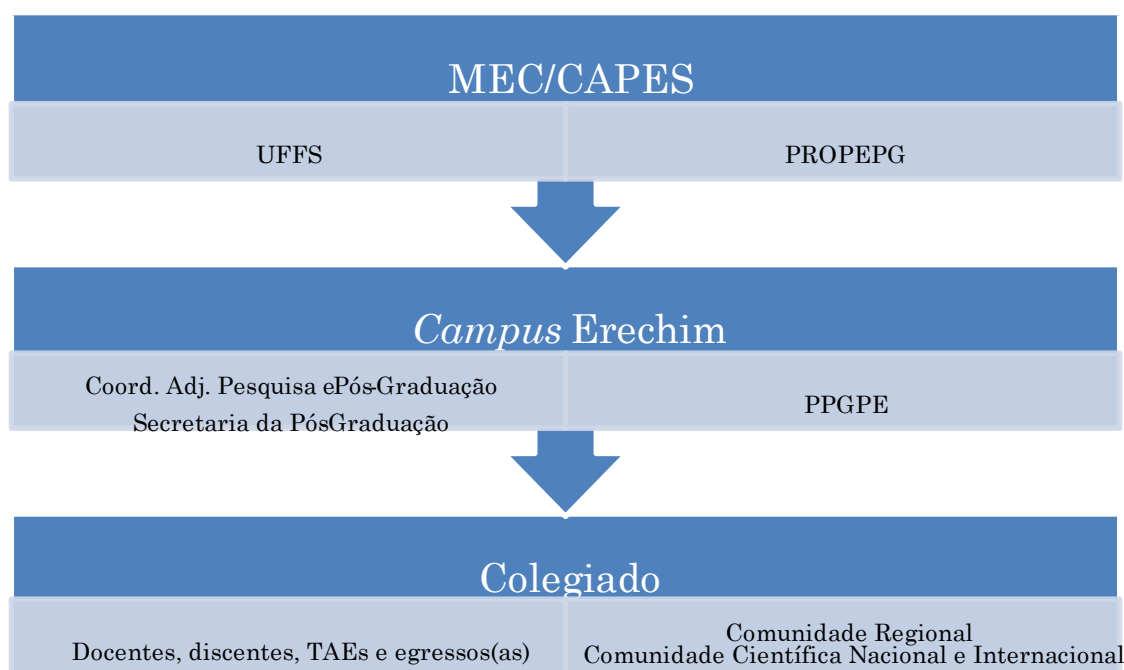 MEC/CAPES
UFFS
PROPEPG
Campus Erechim
Coord. Adj. Pesquisa ePós-Graduação
Secretaria da PósGraduação
PPGPE
Colegiado
Docentes, discentes, TAEs e egressos(as)
Comunidade Regional
Comunidade Científica Nacional e Internacional